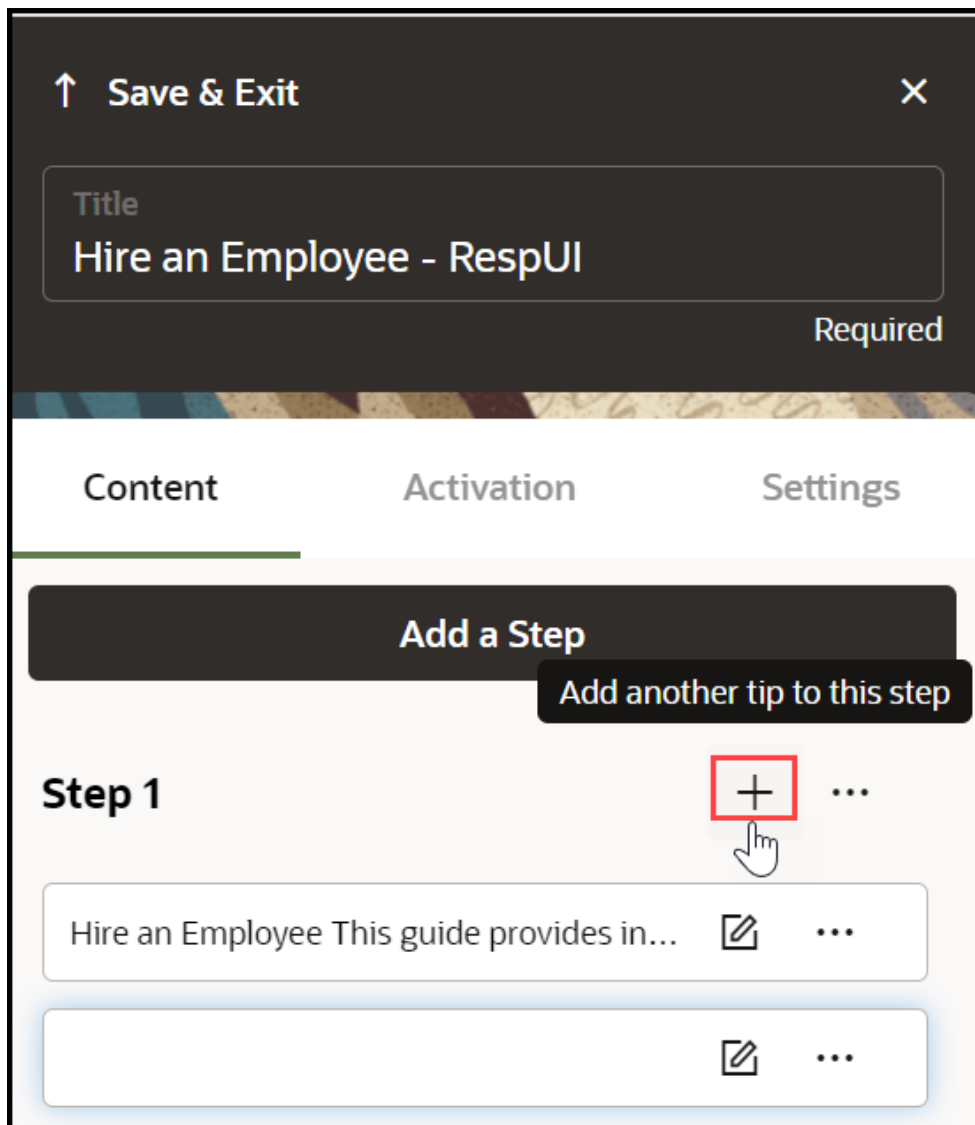 Save & Exit
Title
Hire an Employee - RespUI
Required
Content Activation Settings
Add a Step
Add another tip to this step
Step 1
Hire an Employee This guide provides in...